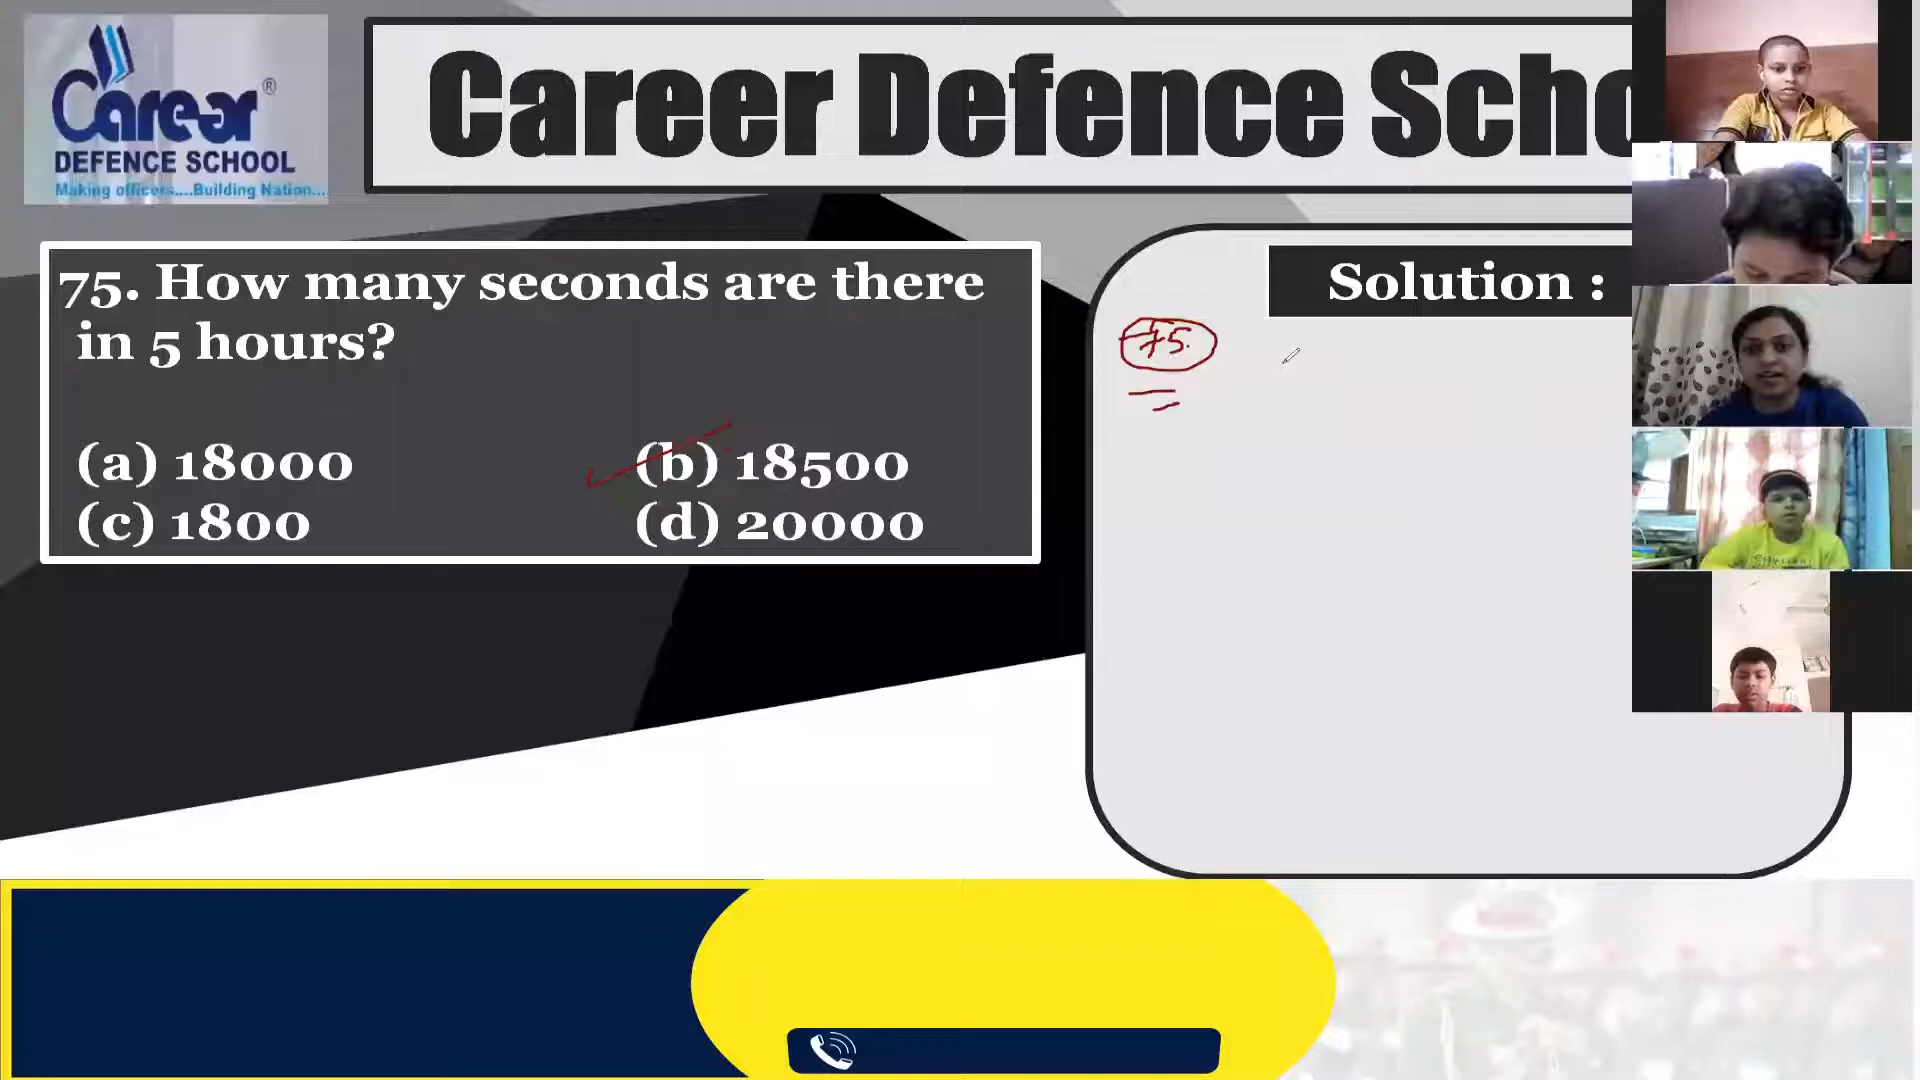 Career®
DEFENCE SCHOOL
Making officers....Building Nation...
Career Defence Scho
75. How many seconds are there
in 5 hours?
(a) 18000 (b) 18500
(c) 1800 (d) 20000
Solution :
75.